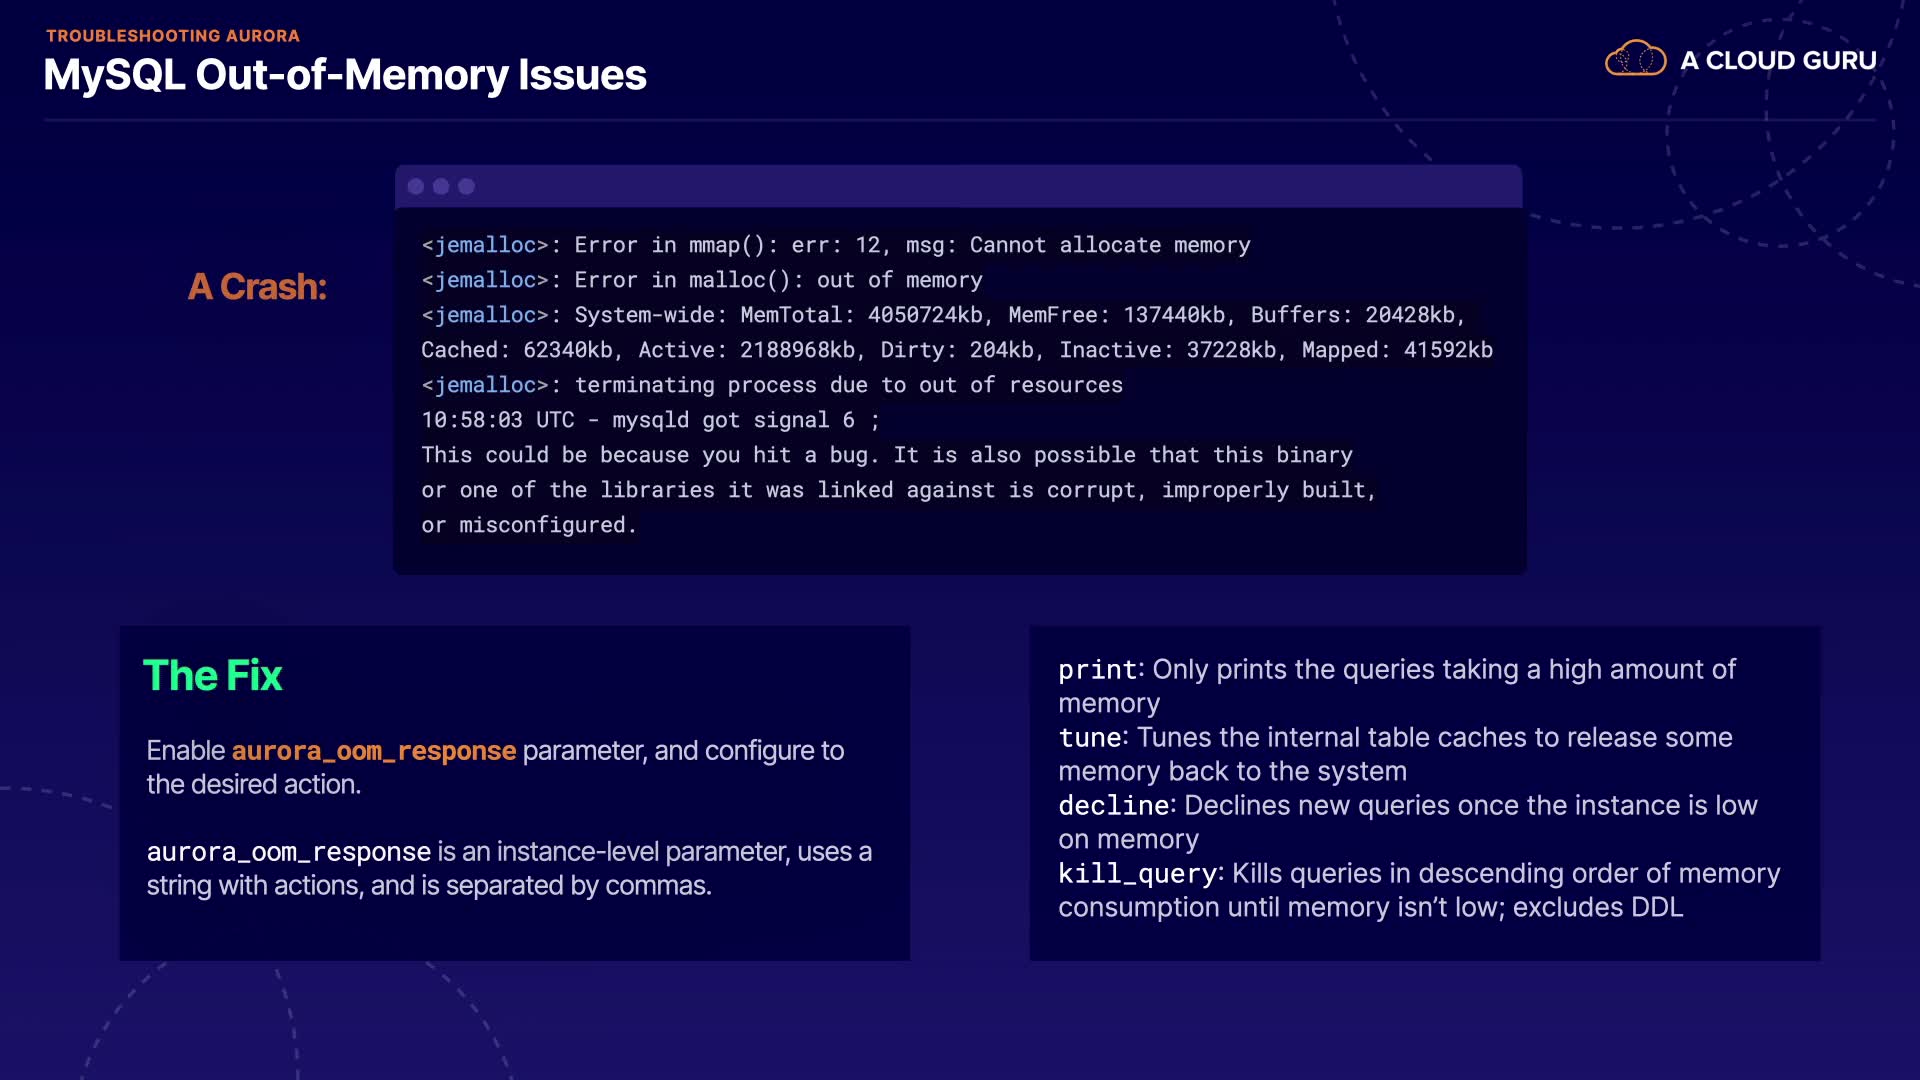 TROUBLESHOOTING AURORA
MySQL Out-of-Memory Issues
A CLOUD GURU
A Crash:
<jemalloc>: Error in mmap(): err: 12, msg: Cannot allocate memory
<jemalloc>: Error in malloc(): out of memory
<jemalloc>: System-wide: MemTotal: 4050724kb, MemFree: 137440kb, Buffers: 20428kb,
Cached: 62340kb, Active: 2188968kb, Dirty: 204kb, Inactive: 37228kb, Mapped: 41592kb
<jemalloc>: terminating process due to out of resources
10:58:03 UTC - mysqld got signal 6 ;
This could be because you hit a bug. It is also possible that this binary
or one of the libraries it was linked against is corrupt, improperly built,
or misconfigured.
The Fix
Enable aurora_oom_response parameter, and configure to
the desired action.
aurora_oom_response is an instance-level parameter, uses a
string with actions, and is separated by commas.
print: Only prints the queries taking a high amount of
memory
tune: Tunes the internal table caches to release some
memory back to the system
decline: Declines new queries once the instance is low
on memory
kill_query: Kills queries in descending order of memory
consumption until memory isn’t low; excludes DDL